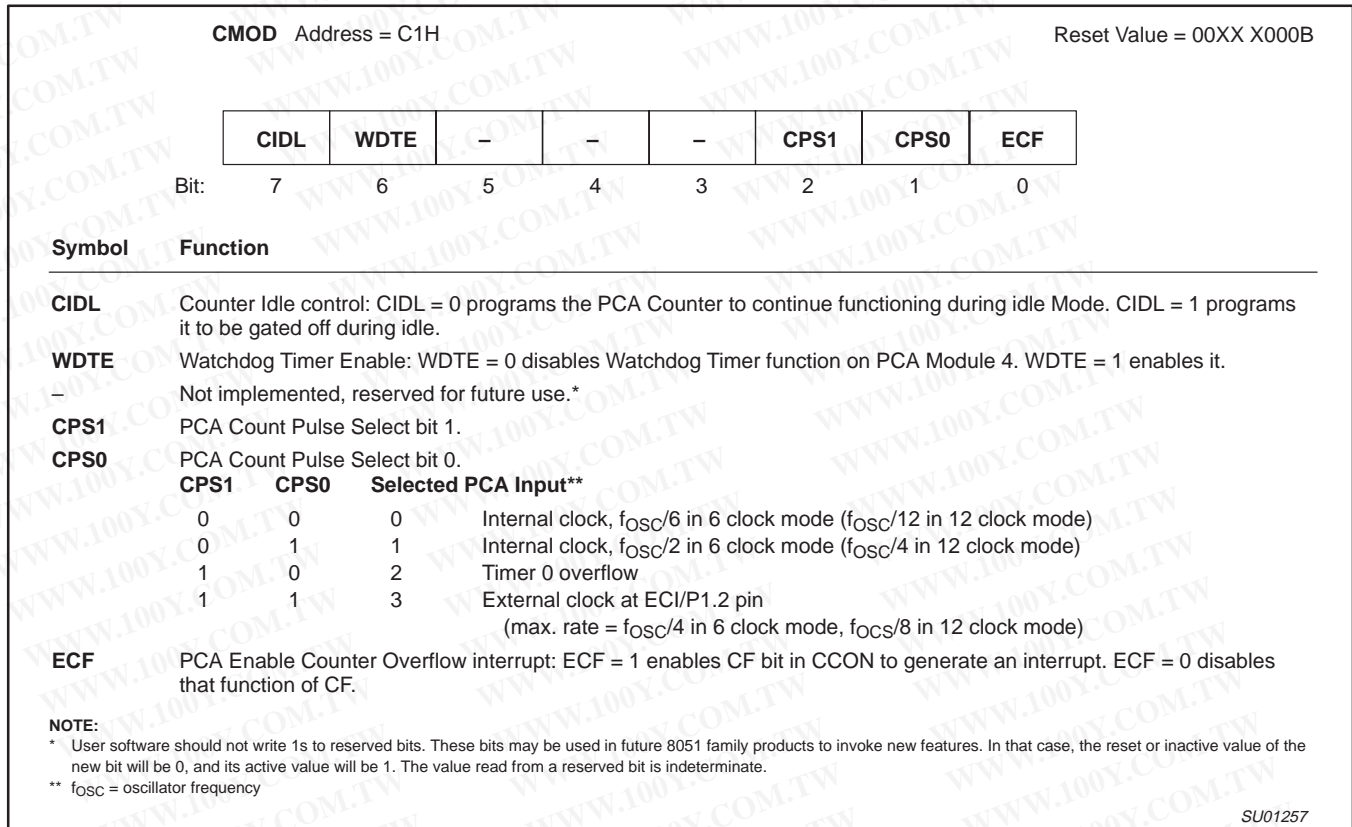 CMOD Address = C1H Reset Value = 00XX X000B
CIDL WDTE – – – CPS1 CPS0 ECF
Bit: 7 6 5 4 3 2 1 0
Symbol Function
CIDL Counter Idle control: CIDL = 0 programs the PCA Counter to continue functioning during idle Mode. CIDL = 1 programs
it to be gated off during idle.
WDTE Watchdog Timer Enable: WDTE = 0 disables Watchdog Timer function on PCA Module 4. WDTE = 1 enables it.
– Not implemented, reserved for future use.*
CPS1 PCA Count Pulse Select bit 1.
CPS0 PCA Count Pulse Select bit 0.
CPS1 CPS0 Selected PCA Input**
0 0 0 Internal clock, fOSC/6 in 6 clock mode (fOSC/12 in 12 clock mode)
0 1 1 Internal clock, fOSC/2 in 6 clock mode (fOSC/4 in 12 clock mode)
1 0 2 Timer 0 overflow
1 1 3 External clock at ECI/P1.2 pin
(max. rate = fOSC/4 in 6 clock mode, fOCS/8 in 12 clock mode)
ECF PCA Enable Counter Overflow interrupt: ECF = 1 enables CF bit in CCON to generate an interrupt. ECF = 0 disables
that function of CF.
NOTE:
* User software should not write 1s to reserved bits. These bits may be used in future 8051 family products to invoke new features. In that case, the reset or inactive value of the
new bit will be 0, and its active value will be 1. The value read from a reserved bit is indeterminate.
** fOSC = oscillator frequency
SU01257
WWW.100Y.COM.TW